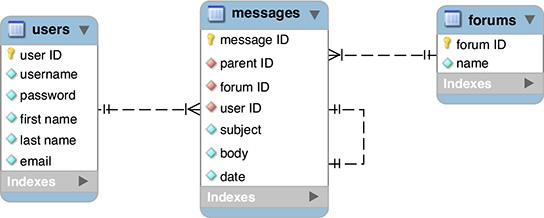 users
user ID
username
password
first name
last name
email
Indexes
messages
message ID
parent ID
forum ID
user ID
subject
body
date
Indexes
forums
forum ID
name
Indexes